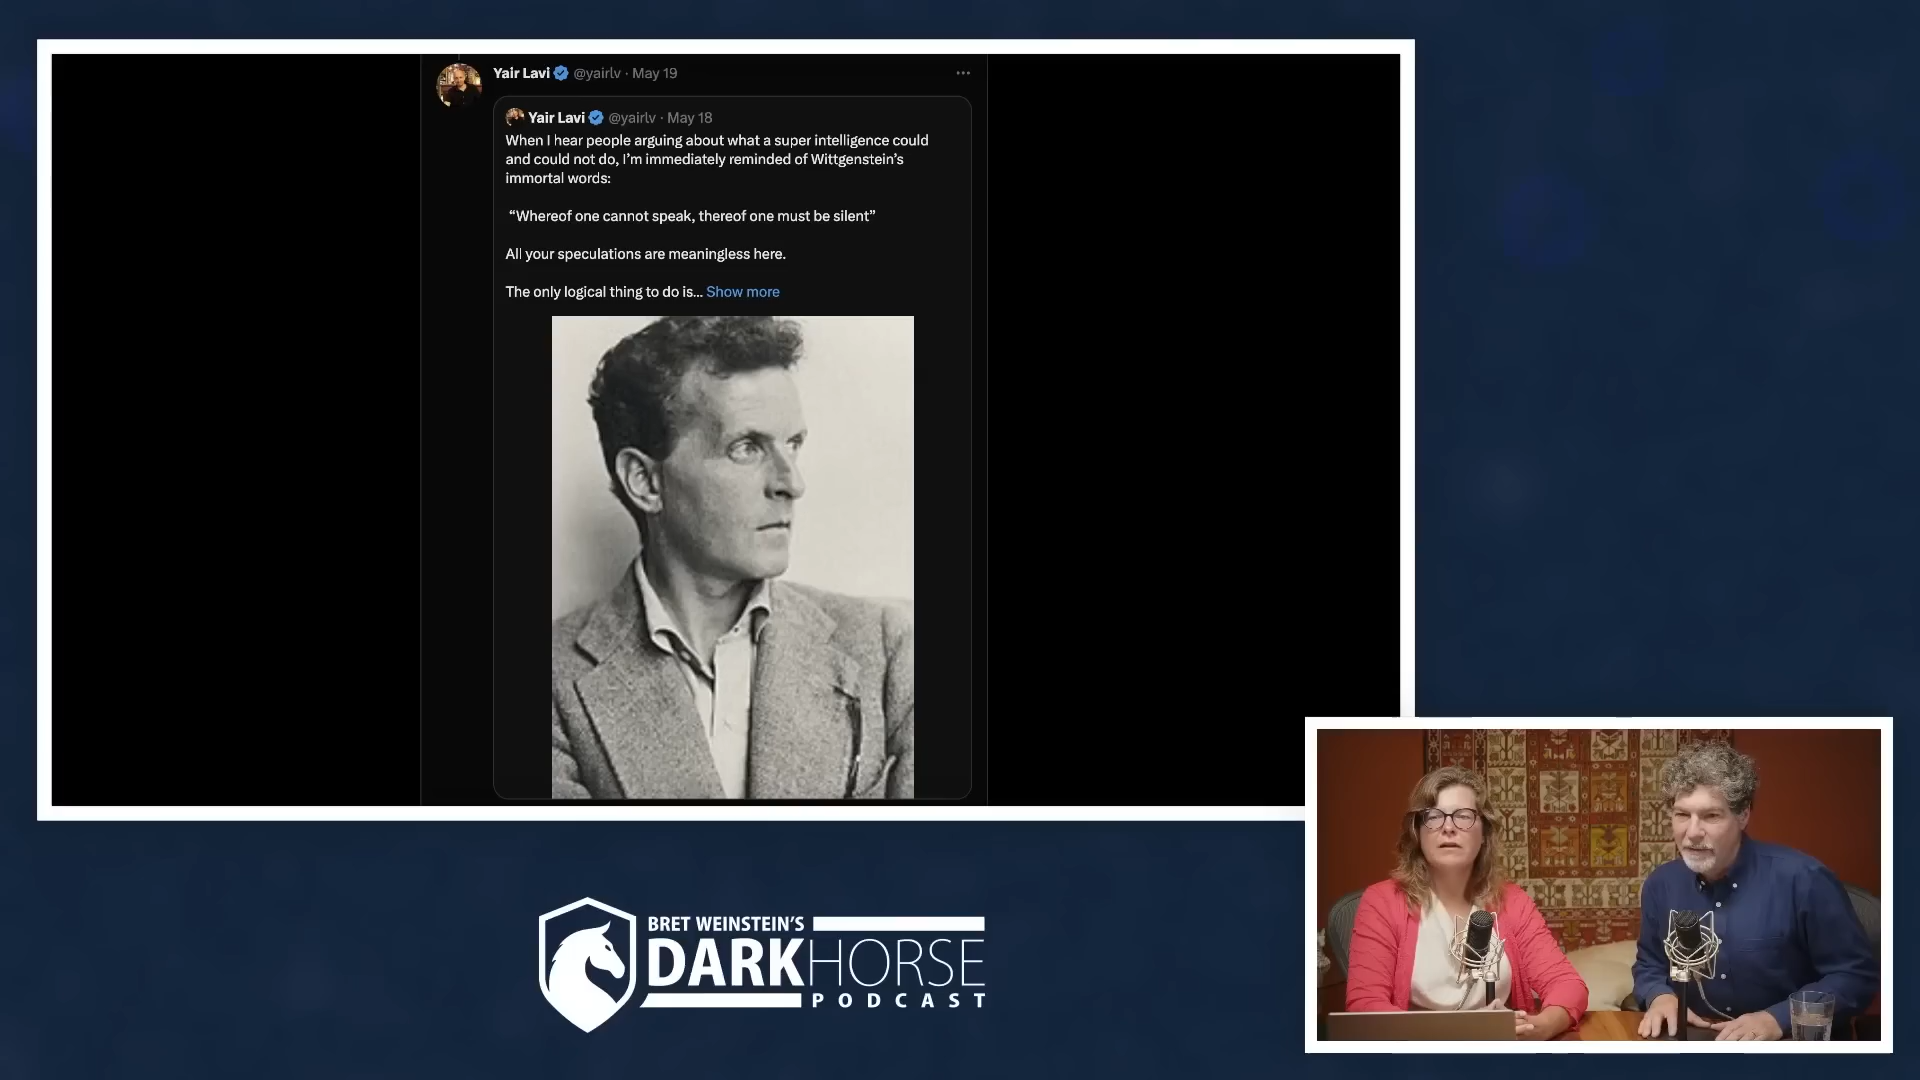 Yair Lavi @yairlv · May 19 ...
Yair Lavi @yairlv · May 18
When I hear people arguing about what a super intelligence could
and could not do, I’m immediately reminded of Wittgenstein’s
immortal words:
“Whereof one cannot speak, thereof one must be silent”
All your speculations are meaningless here.
The only logical thing to do is... Show more
BRET WEINSTEIN’S
DARKHORSE
PODCAST